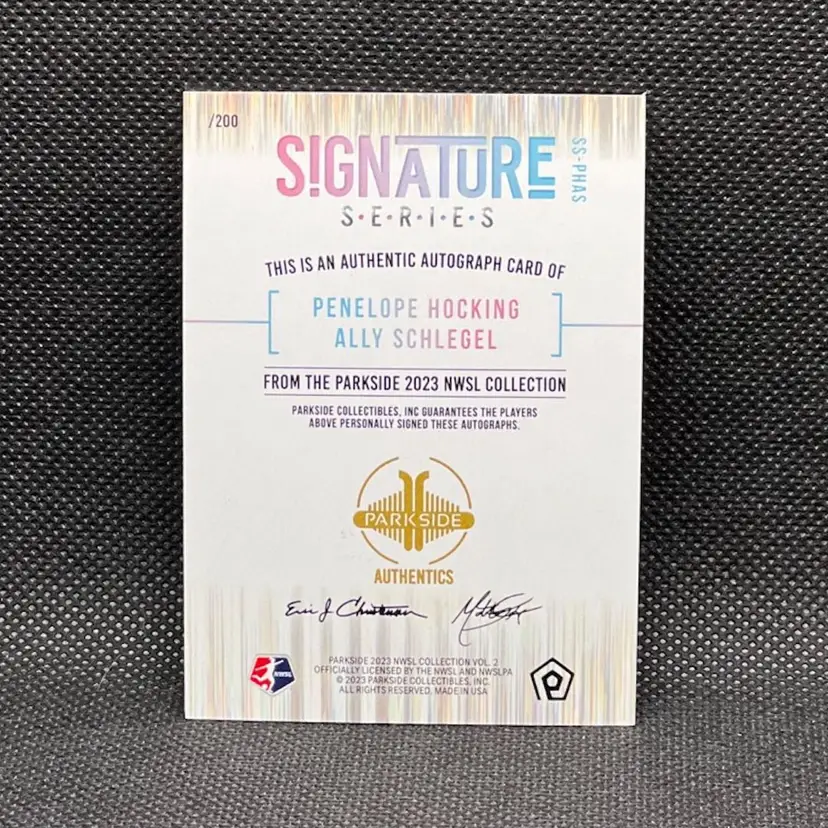 /200
SIGNATURE
SS-PHAS
S•E•R•I•E•S
THIS IS AN AUTHENTIC AUTOGRAPH CARD OF
PENELOPE HOCKING
ALLY SCHLEGEL
FROM THE PARKSIDE 2023 NWSL COLLECTION
PARKSIDE COLLECTIBLES, INC GUARANTEES THE PLAYERS
ABOVE PERSONALLY SIGNED THESE AUTOGRAPHS.
PARKSIDE
AUTHENTICS
Eric J
PARKSIDE 2023 NWSL COLLECTION VOL. 2
OFFICIALLY LICENSED BY THE NWSL AND NWSLPA
© 2023 PARKSIDE COLLECTIBLES, INC.
ALL RIGHTS RESERVED. MADE IN USA
NWSL
P